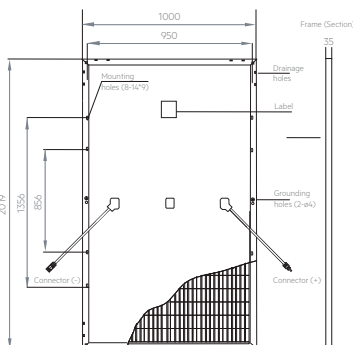 1000
Frame (Section)
950
35
Mounting
holes (8-14*9)
Drainage
holes
Label
2019
1356
856
Grounding
holes (2-ø4)
Connector (-)
Connector (+)